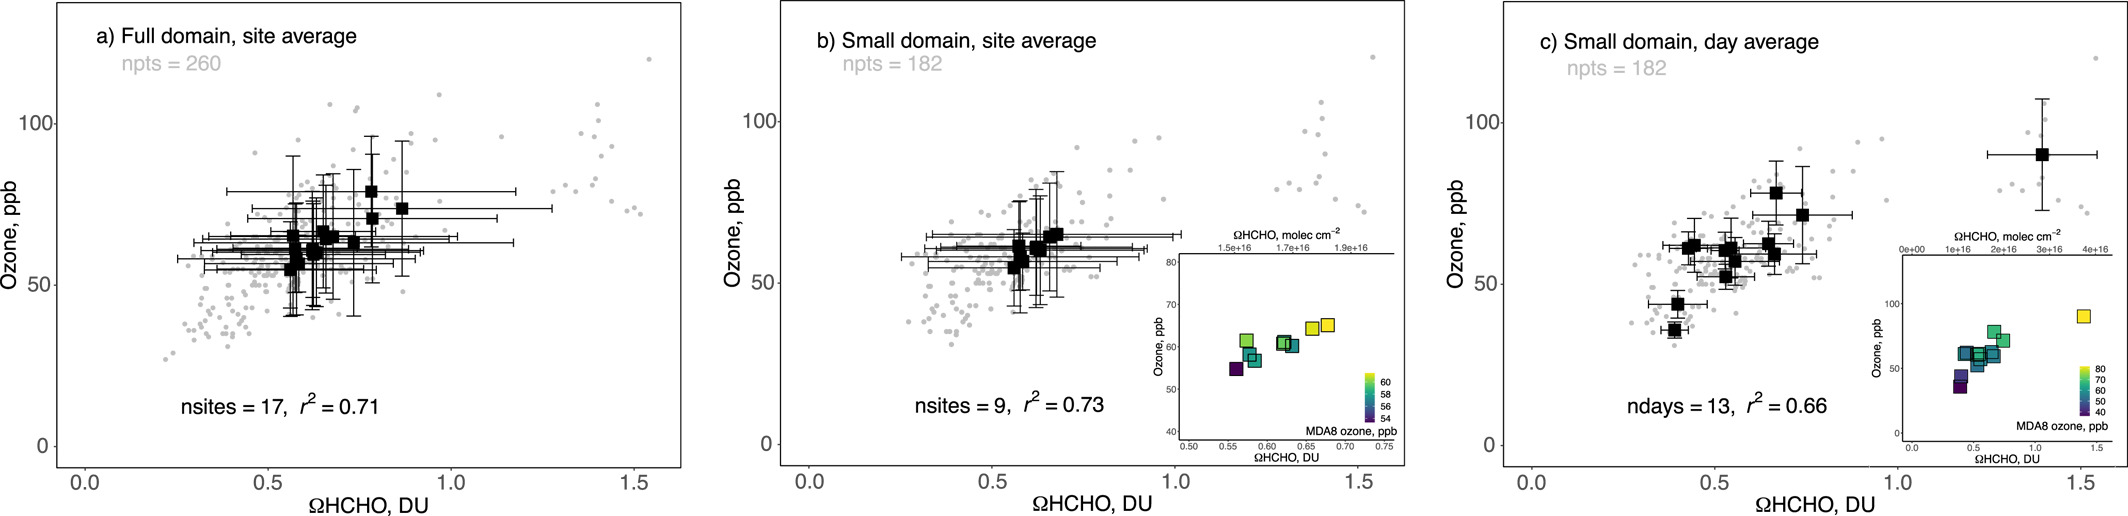 a) Full domain, site average
npts = 260
100
50
0
Ozone, ppb
nsites = 17, r² = 0.71
0.0 0.5 1.0 1.5
ΩHCHO, DU
b) Small domain, site average
npts = 182
100
50
0
Ozone, ppb
nsites = 9, r² = 0.73
0.0 0.5 1.0 1.5
ΩHCHO, DU
ΩHCHO, molec cm⁻²
1.5e+16 1.7e+16 1.9e+16
80
70
60
50
40
Ozone, ppb
60
58
56
54
MDA8 ozone, ppb
0.50 0.55 0.60 0.65 0.70 0.75
ΩHCHO, DU
c) Small domain, day average
npts = 182
100
50
0
Ozone, ppb
ndays = 13, r² = 0.66
0.0 0.5 1.0 1.5
ΩHCHO, DU
ΩHCHO, molec cm⁻²
0e+00 1e+16 2e+16 3e+16 4e+16
100
50
0
Ozone, ppb
80
70
60
50
40
MDA8 ozone, ppb
0.0 0.5 1.0 1.5
ΩHCHO, DU